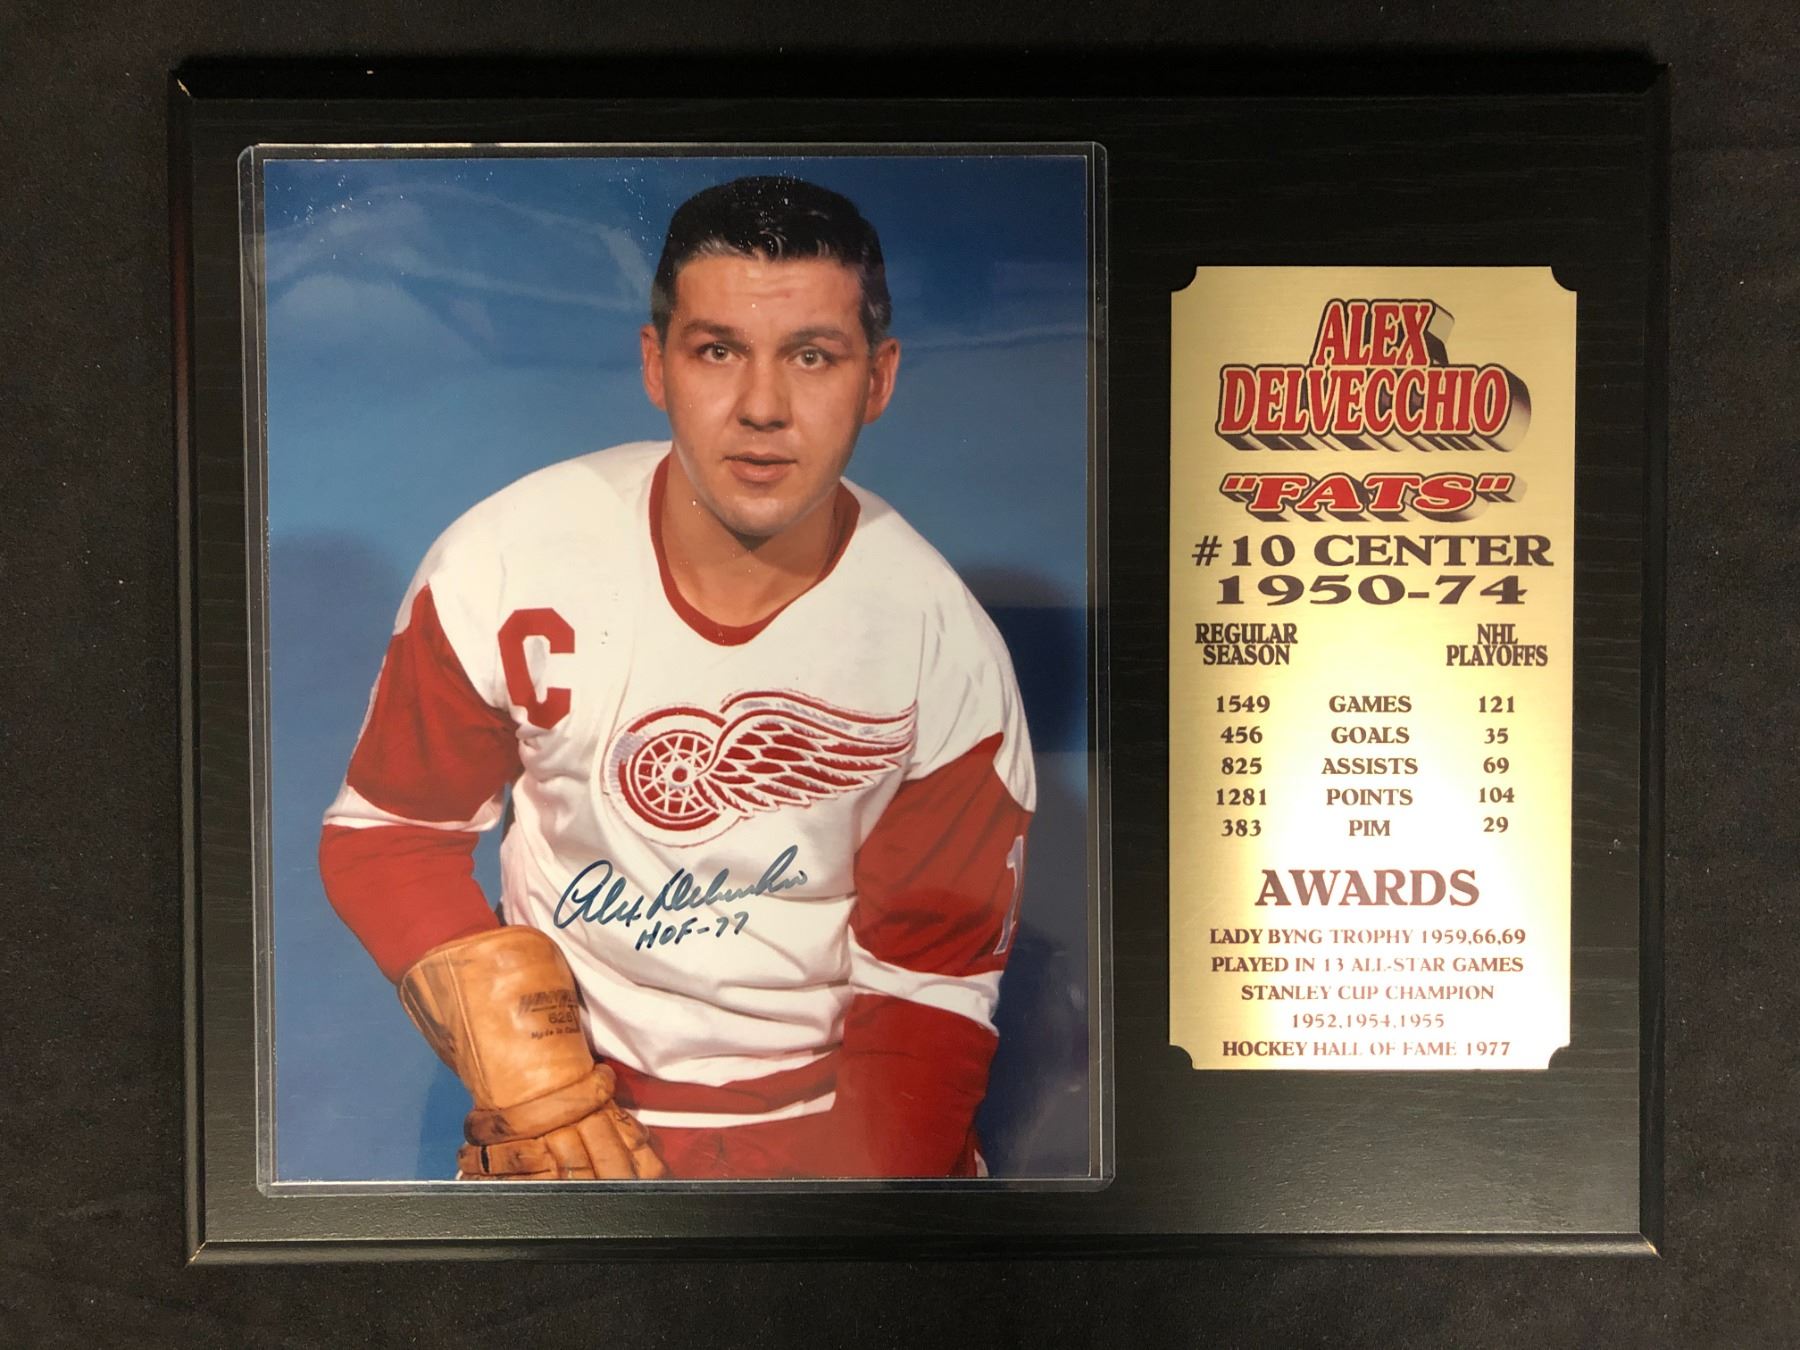 C
Alex Delvecchio
HOF-77
ALEX
DELVECCHIO
"FATS"
#10 CENTER
1950-74
REGULAR SEASON NHL PLAYOFFS
1549 GAMES 121
456 GOALS 35
825 ASSISTS 69
1281 POINTS 104
383 PIM 29
AWARDS
LADY BYNG TROPHY 1959,66,69
PLAYED IN 13 ALL-STAR GAMES
STANLEY CUP CHAMPION
1952,1954,1955
HOCKEY HALL OF FAME 1977